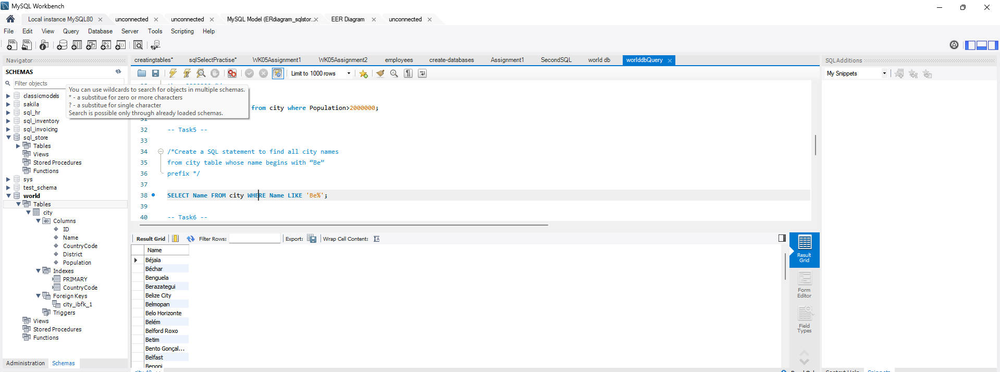 MySQL Workbench
Local instance MySQL80
unconnected
unconnected
MySQL Model (ERdiagram_sqlstor...
EER Diagram
unconnected
File Edit View Query Database Server Tools Scripting Help
Navigator
SCHEMAS
Filter objects
You can use wildcards to search for objects in multiple schemas.
* - a substitue for zero or more characters
? - a substitue for single character
Search is possible only through already loaded schemas.
classicmodels
sakila
sql_hr
sql_inventory
sql_invoicing
sql_store
Tables
Views
Stored Procedures
Functions
sys
test_schema
world
Tables
city
Columns
ID
Name
CountryCode
District
Population
Indexes
PRIMARY
CountryCode
Foreign Keys
city_ibfk_1
Triggers
Views
Stored Procedures
Functions
Administration Schemas
creatingtables* sqlSelectPractise* WK05Assignment1 WK05Assignment2 employees create-databases Assignment1 SecondSQL world db worlddbQuery
Limit to 1000 rows
from city where Population>2000000;
31
32 -- Task5 --
33
34 /*Create a SQL statement to find all city names
35 from city table whose name begins with “Be”
36 prefix */
37
38 SELECT Name FROM city WHERE Name LIKE 'Be%';
39
40 -- Task6 --
Result Grid Filter Rows: Export: Wrap Cell Content:
Name
Béjaïa
Béchar
Benguela
Berazategui
Belize City
Belmopan
Belo Horizonte
Belém
Belford Roxo
Betim
Bento Gonçal...
Belfast
Benoni
Result
Grid
Form
Editor
Field
Types
SQLAdditions
My Snippets
Context Help Snippets